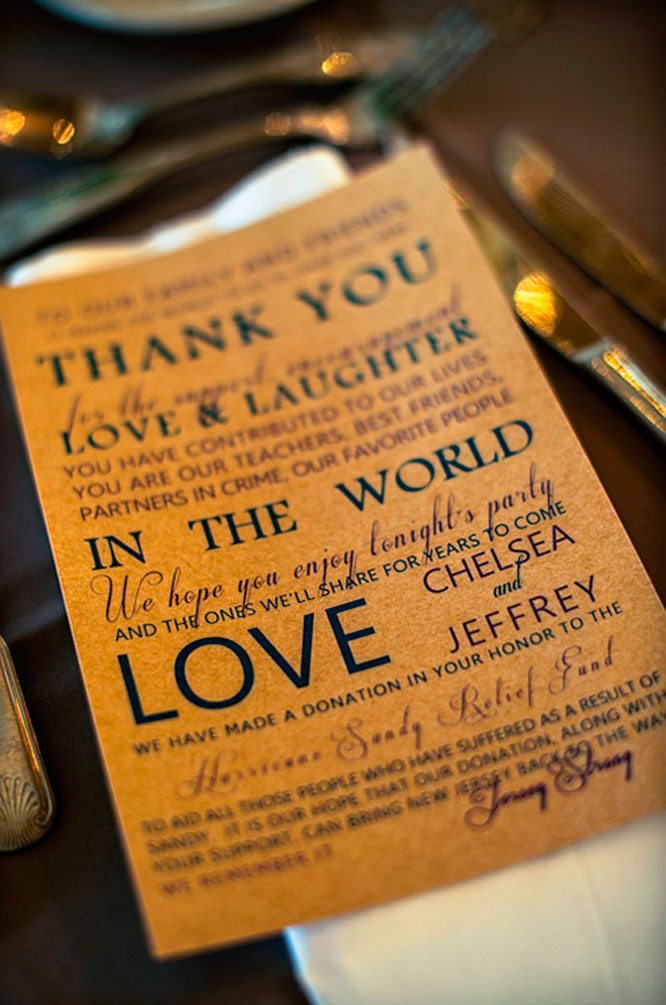 TO OUR FAMILY AND FRIENDS
THANK YOU
for the support, encouragement
LOVE & LAUGHTER
YOU HAVE CONTRIBUTED TO OUR LIVES
YOU ARE OUR TEACHERS, BEST FRIENDS,
PARTNERS IN CRIME, OUR FAVORITE PEOPLE
IN THE WORLD
We hope you enjoy tonight's party
AND THE ONES WE'LL SHARE FOR YEARS TO COME
LOVE
CHELSEA
and
JEFFREY
WE HAVE MADE A DONATION IN YOUR HONOR TO THE
Hurricane Sandy Relief Fund
TO AID ALL THOSE PEOPLE WHO HAVE SUFFERED AS A RESULT OF
SANDY. IT IS OUR HOPE THAT OUR DONATION, ALONG WITH
YOUR SUPPORT, CAN BRING NEW JERSEY BACK TO THE WAY
WE REMEMBER IT
Jersey Strong